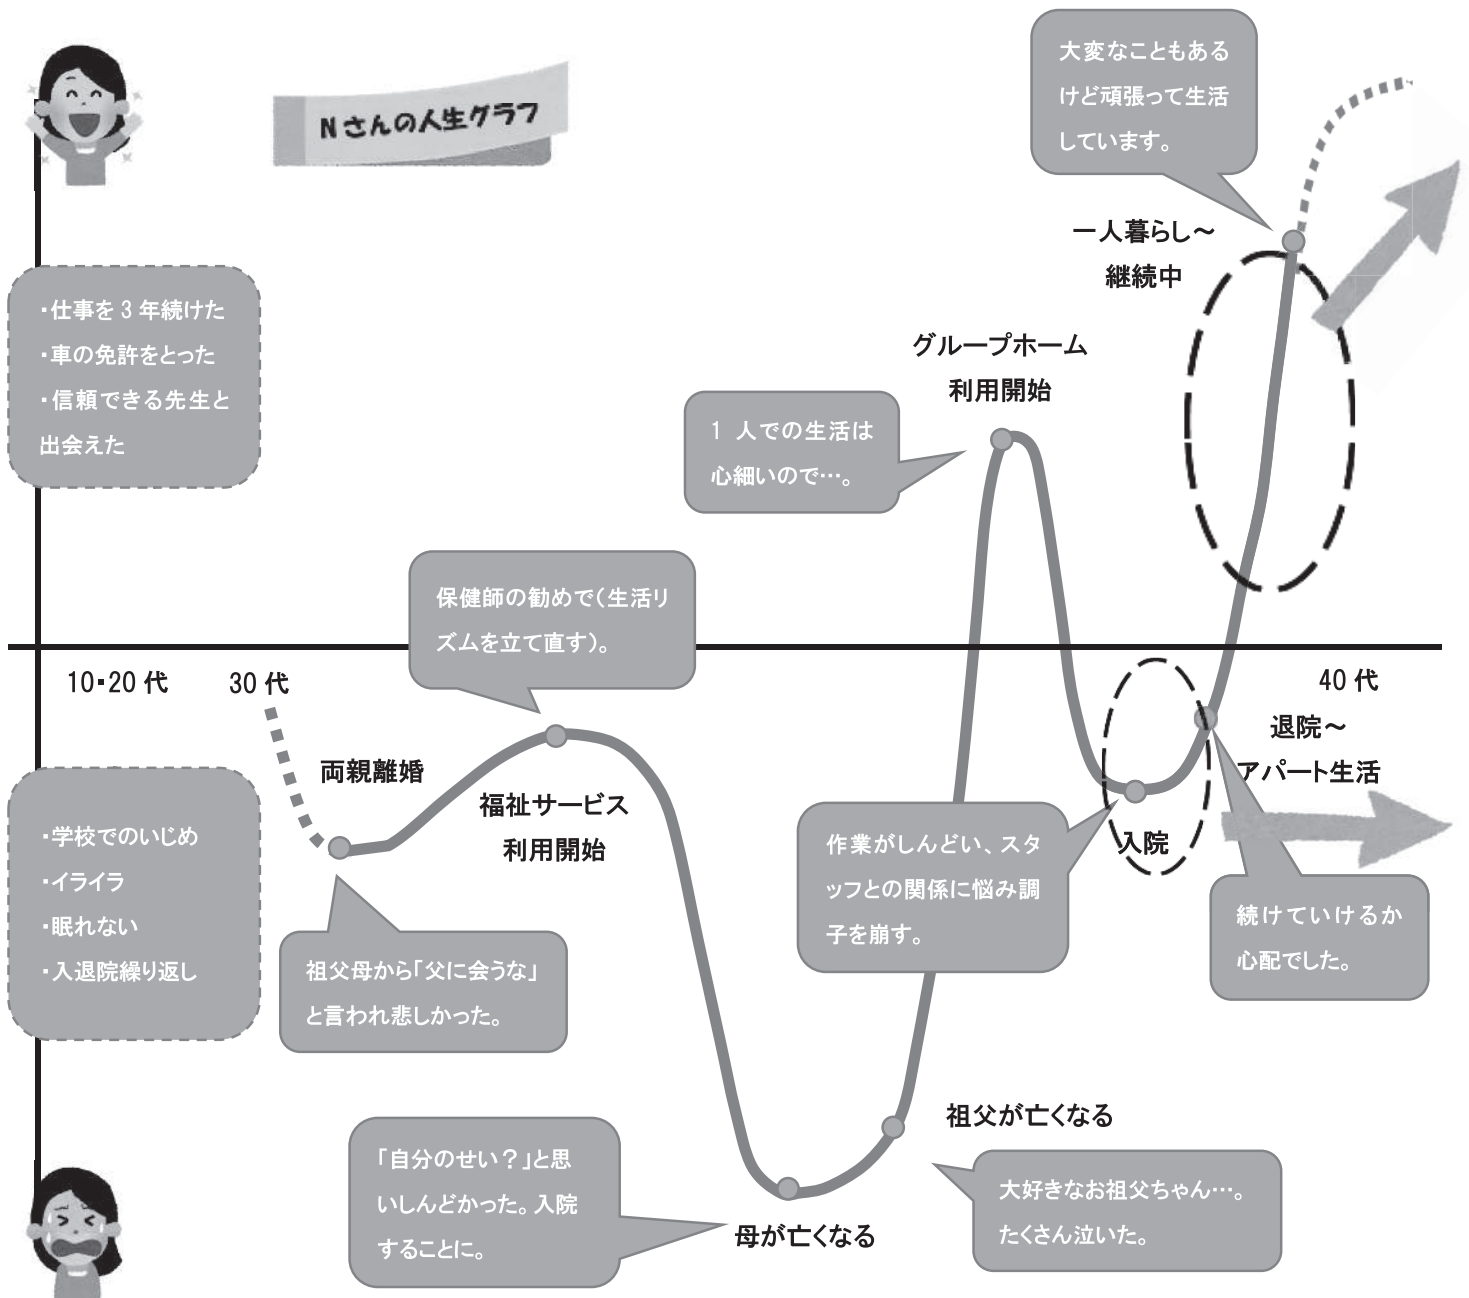 Nさんの人生グラフ
大変なこともある
けど頑張って生活
しています。
一人暮らし～
継続中
・仕事を3年続けた
・車の免許をとった
・信頼できる先生と
出会えた
グループホーム
利用開始
1 人での生活は
心細いので…。
保健師の勧めで（生活リ
ズムを立て直す）。
10・20代
30代
40代
両親離婚
福祉サービス
利用開始
退院～
アパート生活
・学校でのいじめ
・イライラ
・眠れない
・入退院繰り返し
祖父母から「父に会うな」
と言われ悲しかった。
作業がしんどい、スタ
ッフとの関係に悩み調
子を崩す。
入院
続けていけるか
心配でした。
「自分のせい？」と思
いしんどかった。入院
することに。
母が亡くなる
祖父が亡くなる
大好きなお祖父ちゃん…。
たくさん泣いた。